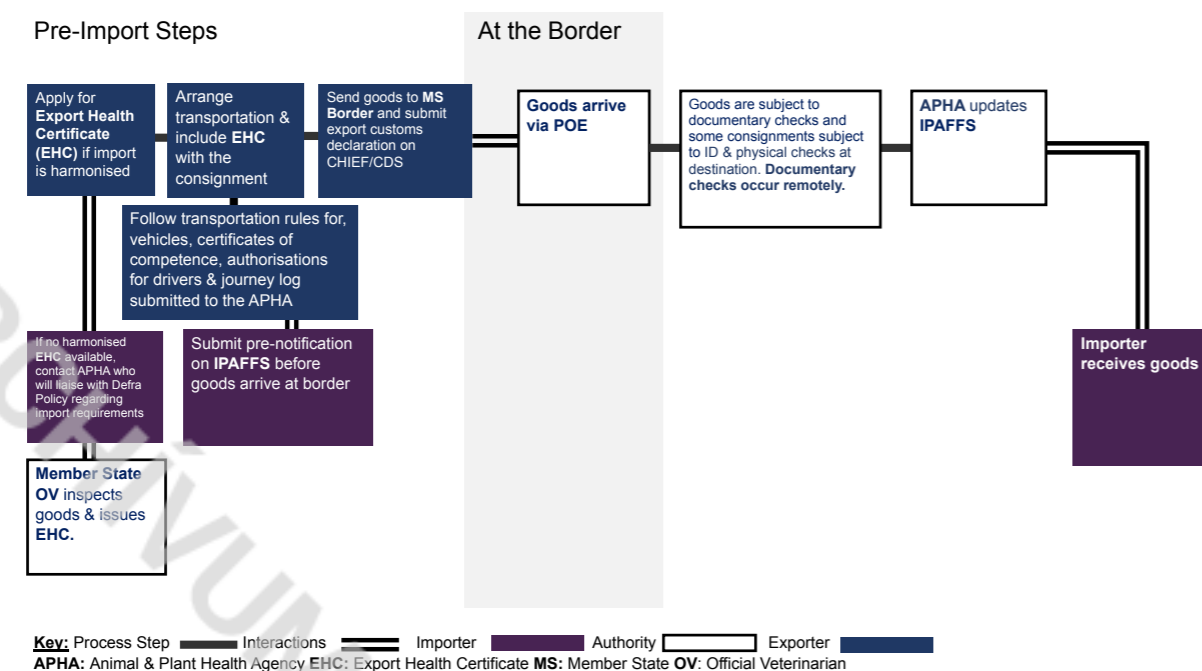 Pre-Import Steps
At the Border
Apply for
Export Health
Certificate
(EHC) if import
is harmonised
Arrange
transportation &
include EHC
with the
consignment
Send goods to MS
Border and submit
export customs
declaration on
CHIEF/CDS
Goods arrive
via POE
Goods are subject to
documentary checks and
some consignments subject
to ID & physical checks at
destination. Documentary
checks occur remotely.
APHA updates
IPAFFS
Follow transportation rules for,
vehicles, certificates of
competence, authorisations
for drivers & journey log
submitted to the APHA
If no harmonised
EHC available,
contact APHA who
will liaise with Defra
Policy regarding
import requirements
Submit pre-notification
on IPAFFS before
goods arrive at border
Importer
receives goods
Member State
OV inspects
goods & issues
EHC.
Key: Process Step Interactions Importer Authority Exporter
APHA: Animal & Plant Health Agency EHC: Export Health Certificate MS: Member State OV: Official Veterinarian